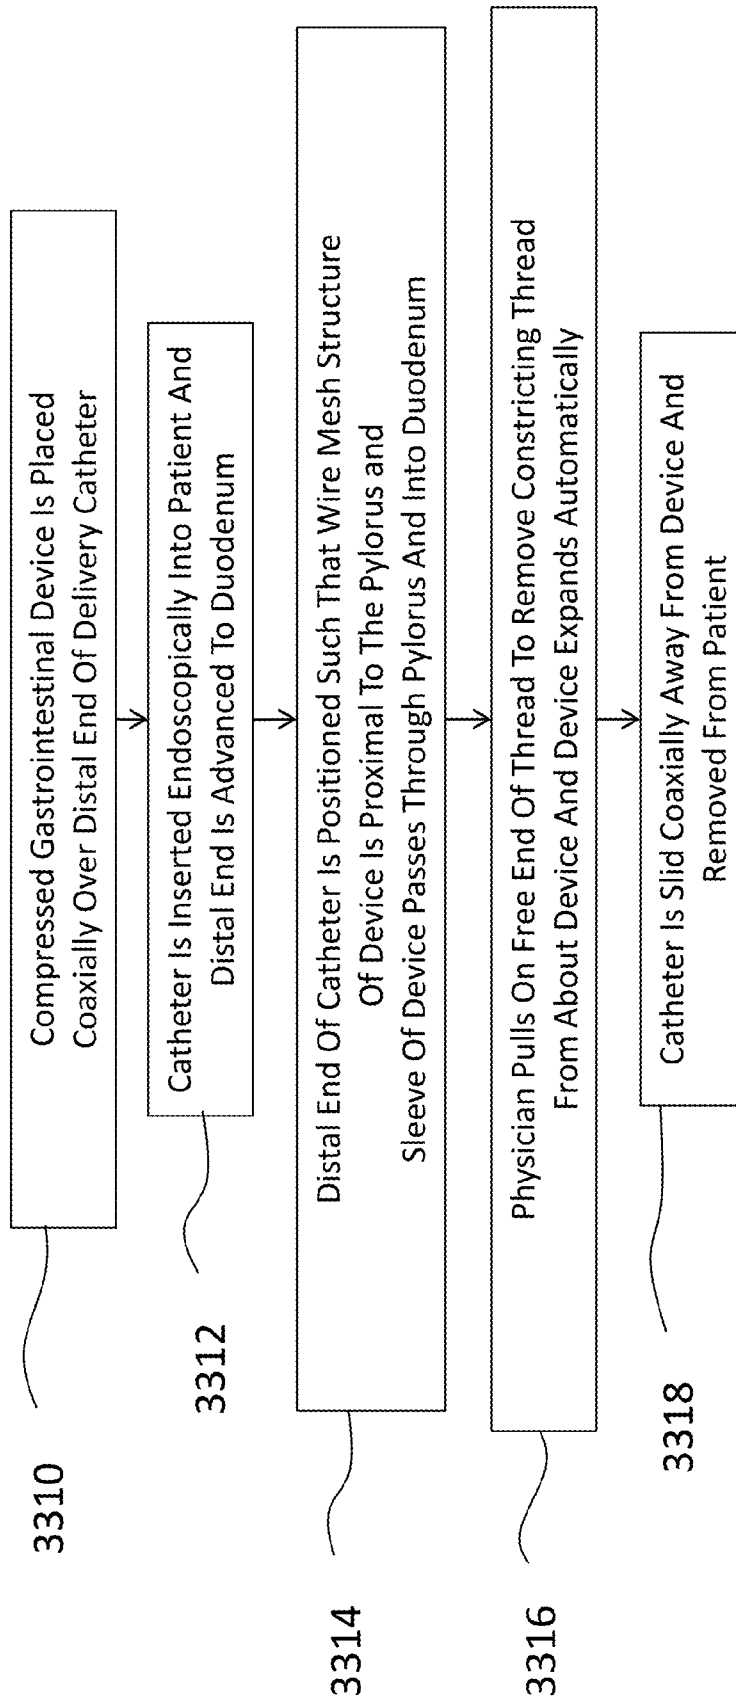 3310
Compressed Gastrointestinal Device Is Placed
Coaxially Over Distal End Of Delivery Catheter
3312
Catheter Is Inserted Endoscopically Into Patient And
Distal End Is Advanced To Duodenum
3314
Distal End Of Catheter Is Positioned Such That Wire Mesh Structure
Of Device Is Proximal To The Pylorus and
Sleeve Of Device Passes Through Pylorus And Into Duodenum
3316
Physician Pulls On Free End Of Thread To Remove Constricting Thread
From About Device And Device Expands Automatically
3318
Catheter Is Slid Coaxially Away From Device And
Removed From Patient